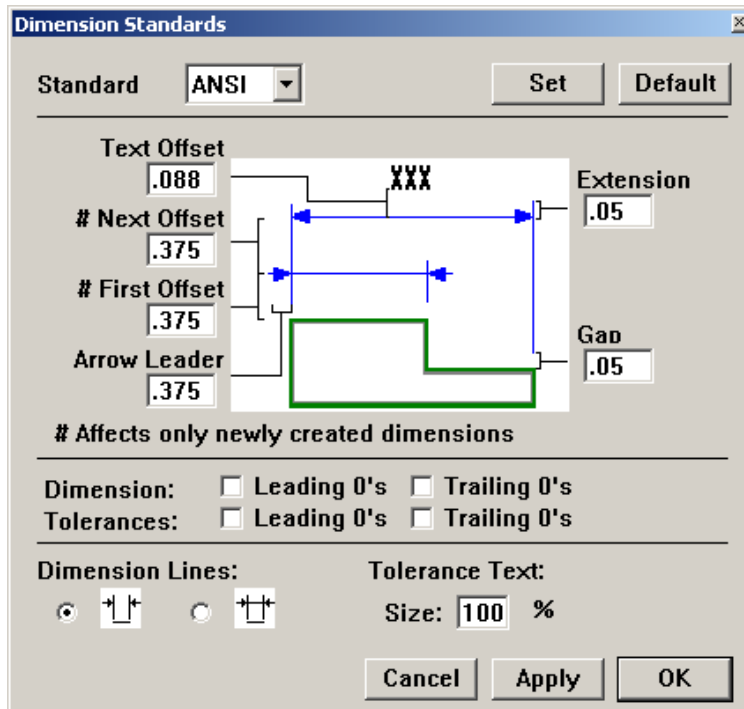 Dimension Standards
Standard ANSI Set Default
Text Offset
.088
XXX
Extension
.05
# Next Offset
.375
# First Offset
.375
Gap
.05
Arrow Leader
.375
# Affects only newly created dimensions
Dimension: Leading 0's Trailing 0's
Tolerances: Leading 0's Trailing 0's
Dimension Lines: Tolerance Text:
Size: 100 %
Cancel Apply OK